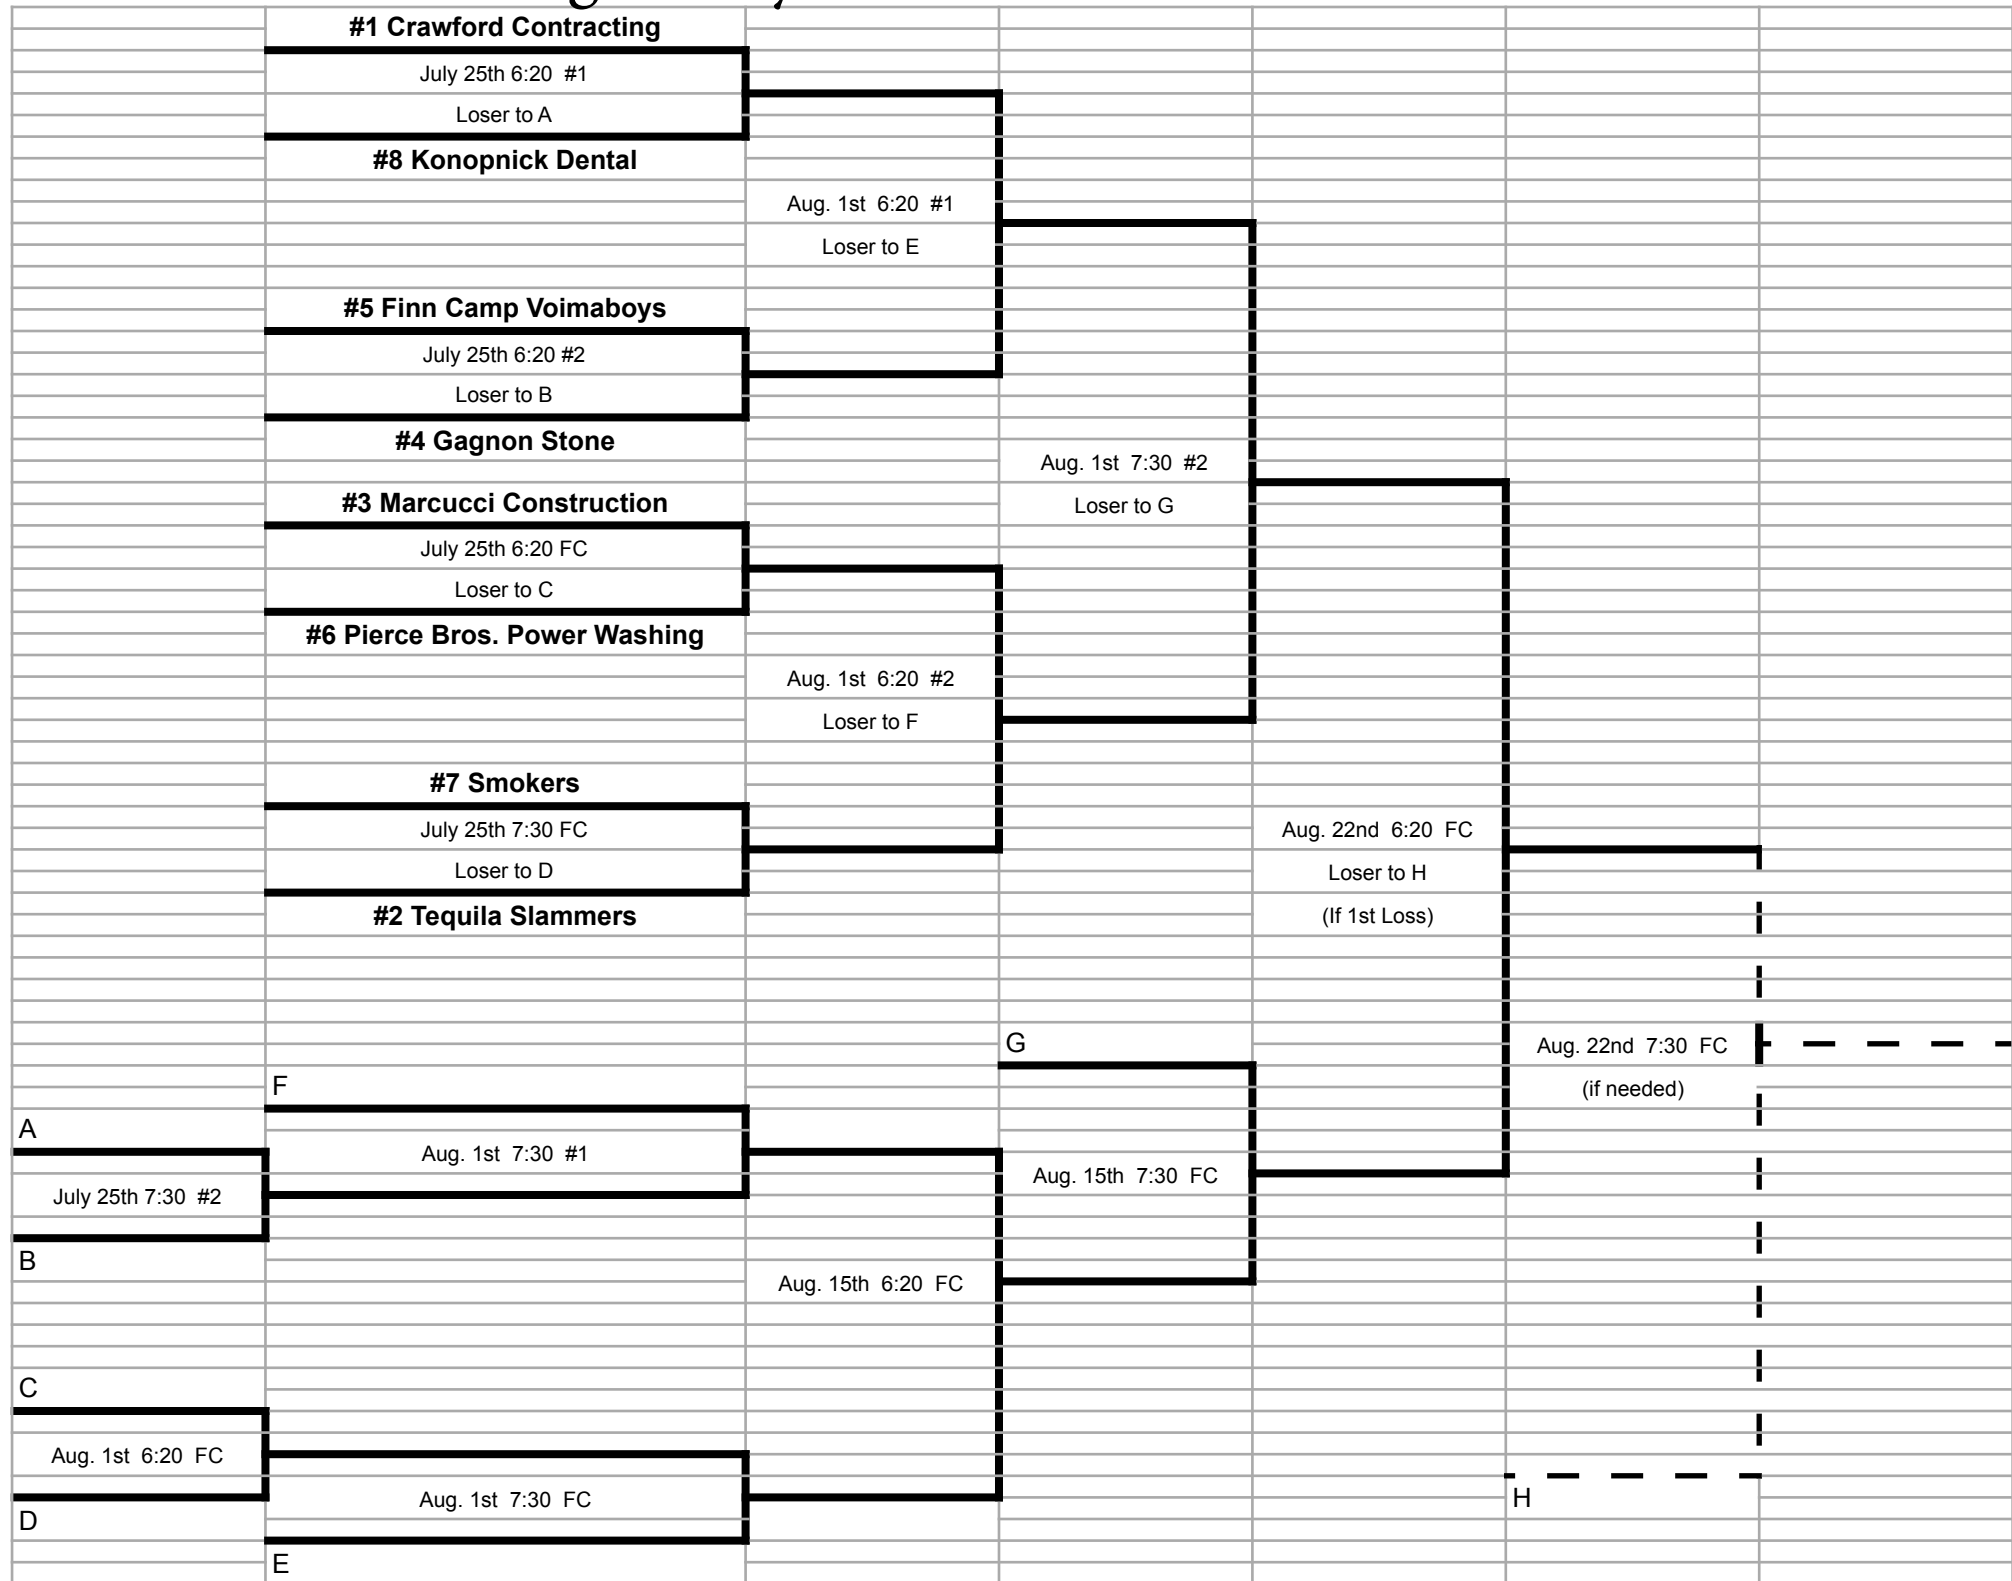 #1 Crawford Contracting
July 25th 6:20 #1
Loser to A
#8 Konopnick Dental
Aug. 1st 6:20 #1
Loser to E
#5 Finn Camp Voimaboys
July 25th 6:20 #2
Loser to B
#4 Gagnon Stone
Aug. 1st 7:30 #2
Loser to G
#3 Marcucci Construction
July 25th 6:20 FC
Loser to C
#6 Pierce Bros. Power Washing
Aug. 1st 6:20 #2
Loser to F
#7 Smokers
July 25th 7:30 FC
Loser to D
#2 Tequila Slammers
Aug. 22nd 6:20 FC
Loser to H
(If 1st Loss)
G
Aug. 22nd 7:30 FC
(if needed)
F
A
Aug. 1st 7:30 #1
July 25th 7:30 #2
B
Aug. 15th 7:30 FC
Aug. 15th 6:20 FC
C
Aug. 1st 6:20 FC
D
Aug. 1st 7:30 FC
E
H